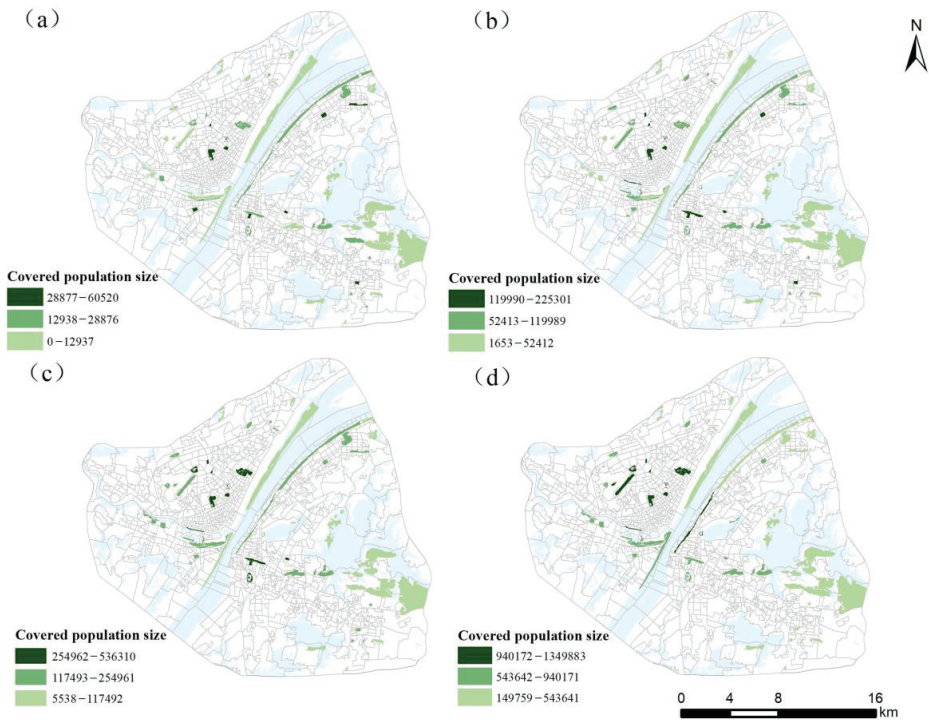 （a）
（b）
N
Covered population size
28877−60520
12938−28876
0−12937
Covered population size
119990−225301
52413−119989
1653−52412
（c）
（d）
Covered population size
254962−536310
117493−254961
5538−117492
Covered population size
940172−1349883
543642−940171
149759−543641
0 4 8 16
km